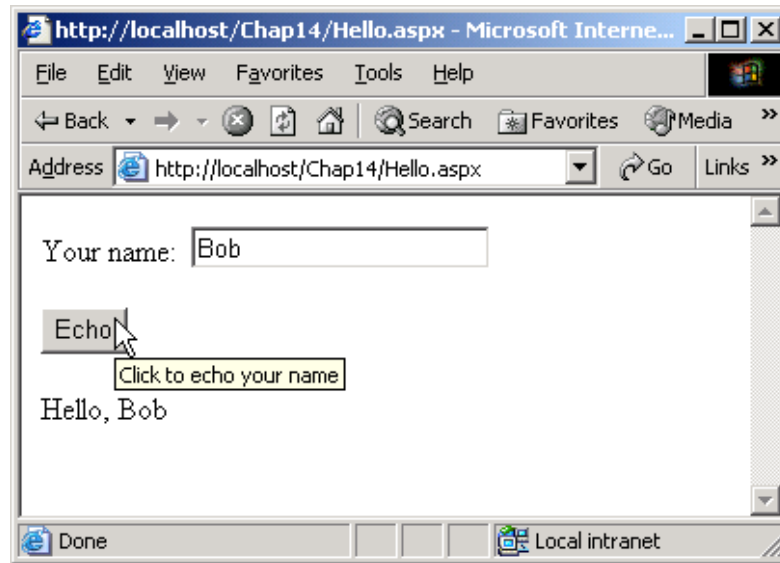 http://localhost/Chap14/Hello.aspx - Microsoft Interne...
File Edit View Favorites Tools Help
Back Search Favorites Media »
Address http://localhost/Chap14/Hello.aspx Go Links »
Your name: Bob
Echo
Click to echo your name
Hello, Bob
Done Local intranet